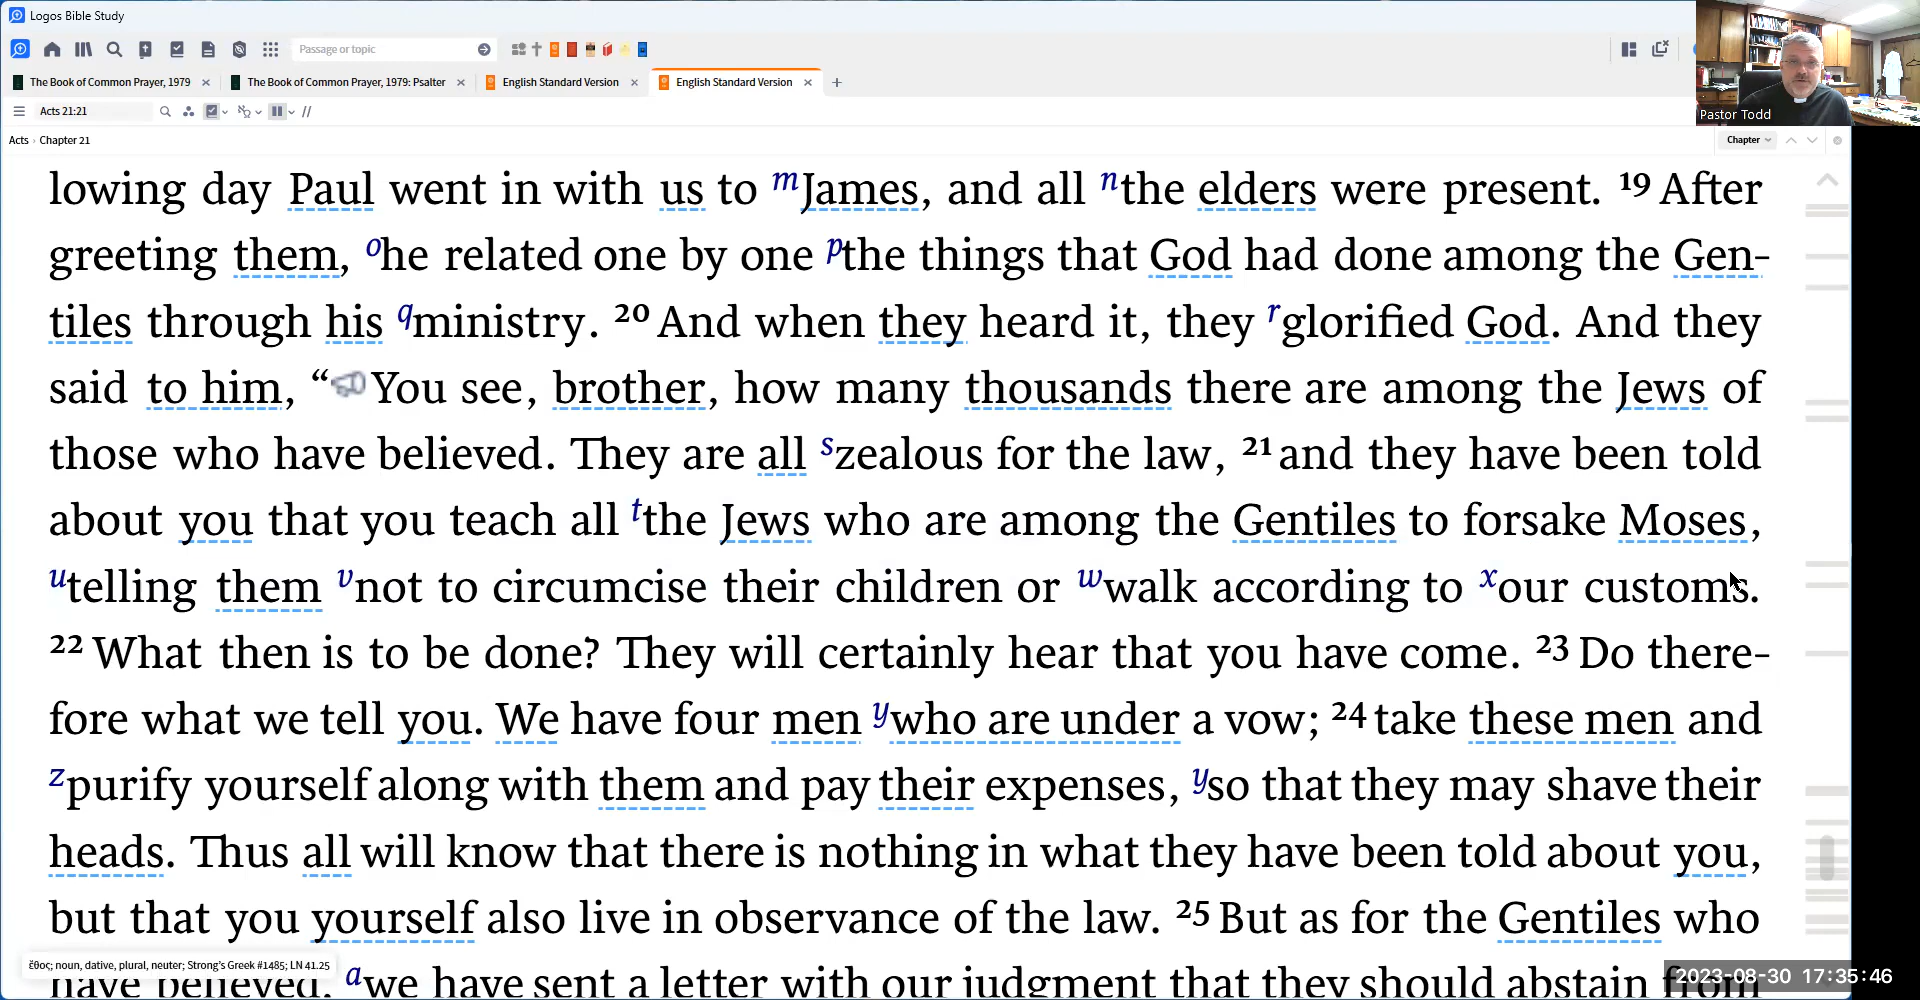 Logos Bible Study
Passage or topic
The Book of Common Prayer, 1979
The Book of Common Prayer, 1979: Psalter
English Standard Version
English Standard Version
Acts 21:21
Pastor Todd
Acts › Chapter 21
Chapter
lowing day Paul went in with us to mJames, and all nthe elders were present. 19 After
greeting them, ohe related one by one pthe things that God had done among the Gen-
tiles through his qministry. 20 And when they heard it, they rglorified God. And they
said to him, “You see, brother, how many thousands there are among the Jews of
those who have believed. They are all szealous for the law, 21 and they have been told
about you that you teach all tthe Jews who are among the Gentiles to forsake Moses,
utelling them vnot to circumcise their children or wwalk according to xour customs.
22 What then is to be done? They will certainly hear that you have come. 23 Do there-
fore what we tell you. We have four men ywho are under a vow; 24 take these men and
zpurify yourself along with them and pay their expenses, yso that they may shave their
heads. Thus all will know that there is nothing in what they have been told about you,
but that you yourself also live in observance of the law. 25 But as for the Gentiles who
ἔθος; noun, dative, plural, neuter; Strong's Greek #1485; LN 41.25
have believed, awe have sent a letter with our judgment that they should abstain from
2023-08-30 17:35:46